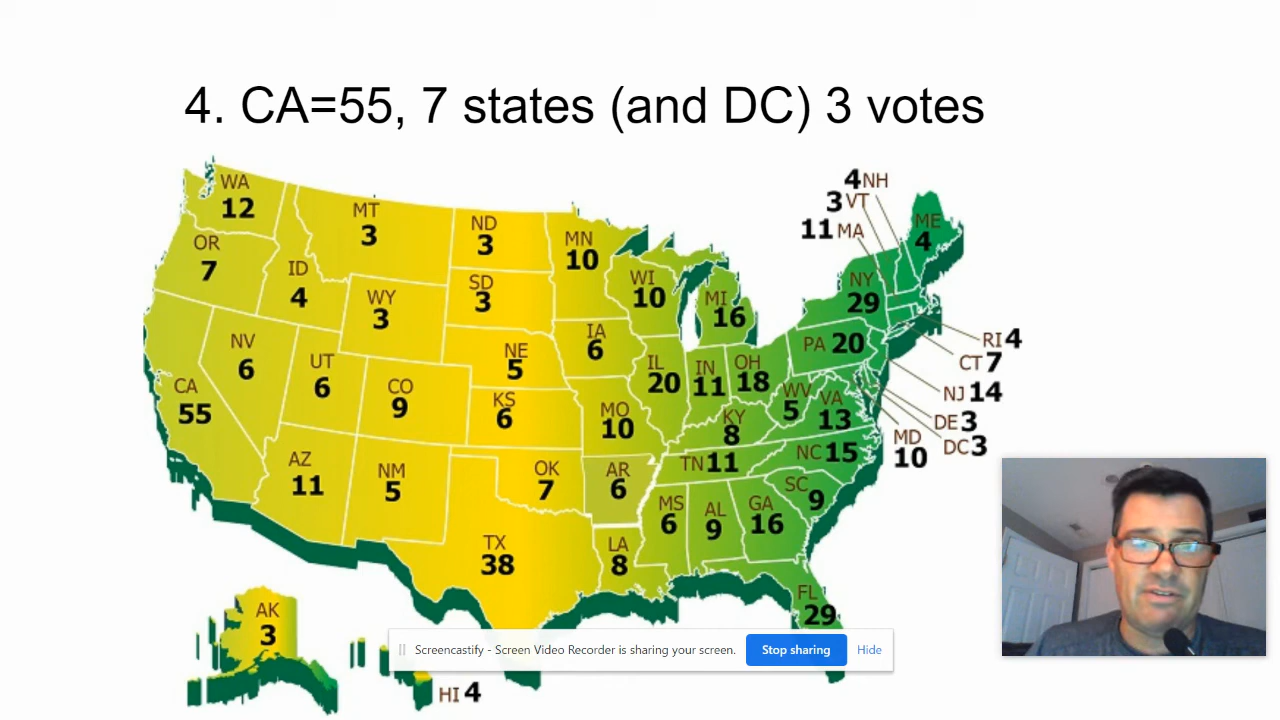 4. CA=55, 7 states (and DC) 3 votes
WA
12
OR
7
CA
55
NV
6
ID
4
MT
3
WY
3
UT
6
CO
9
AZ
11
NM
5
ND
3
SD
3
NE
5
KS
6
OK
7
TX
38
MN
10
IA
6
MO
10
AR
6
LA
8
WI
10
IL
20
MI
16
IN
11
OH
18
KY
8
TN 11
MS
6
AL
9
GA
16
FL
29
SC
9
NC 15
VA
13
WV
5
PA 20
NY
29
4 NH
3 VT
11 MA
ME
4
RI 4
CT 7
NJ 14
DE 3
DC 3
MD
10
AK
3
HI 4
Screencastify - Screen Video Recorder is sharing your screen. Stop sharing Hide